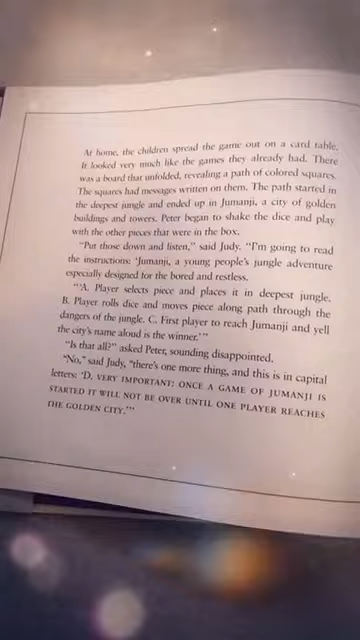 At home, the children spread the game out on a card table.
It looked very much like the games they already had. There
was a board that unfolded, revealing a path of colored squares.
The squares had messages written on them. The path started in
the deepest jungle and ended up in Jumanji, a city of golden
buildings and towers. Peter began to shake the dice and play
with the other pieces that were in the box.
"Put those down and listen," said Judy. "I'm going to read
the instructions: 'Jumanji, a young people's jungle adventure
especially designed for the bored and restless.
"'A. Player selects piece and places it in deepest jungle.
B. Player rolls dice and moves piece along path through the
dangers of the jungle. C. First player to reach Jumanji and yell
the city's name aloud is the winner.'"
"Is that all?" asked Peter, sounding disappointed.
"No," said Judy, "there's one more thing, and this is in capital
letters: 'D. VERY IMPORTANT: ONCE A GAME OF JUMANJI IS
STARTED IT WILL NOT BE OVER UNTIL ONE PLAYER REACHES
THE GOLDEN CITY.'"